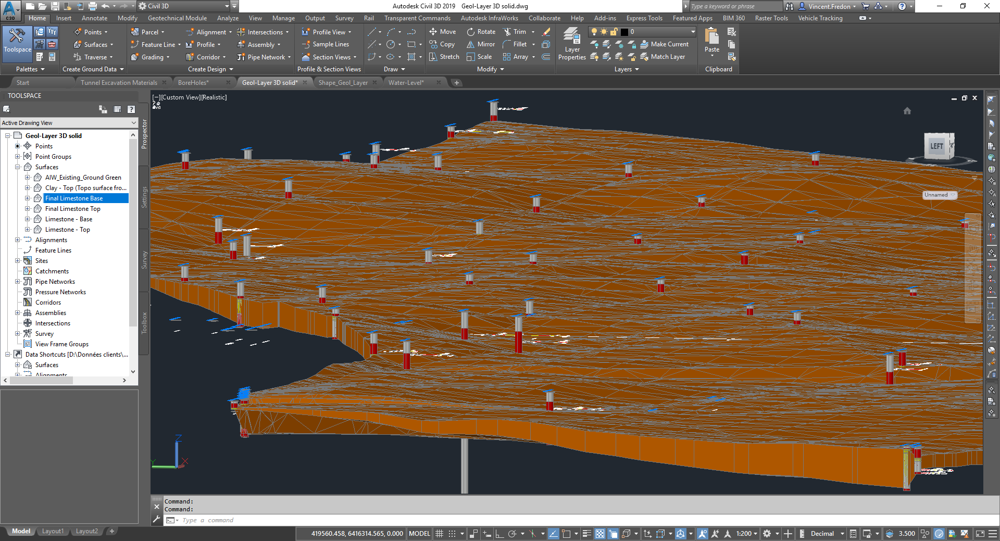 Civil 3D
Autodesk Civil 3D 2019   Geol-Layer 3D solid.dwg
Type a keyword or phrase
Vincent.Fredon
C3D
Home Insert Annotate Modify Geotechnical Module Analyze View Manage Output Survey Rail Transparent Commands Autodesk InfraWorks Collaborate Help Add-ins Express Tools Featured Apps BIM 360 Raster Tools Vehicle Tracking
Points Parcel Alignment Intersections Profile View Move Rotate Trim 0
Toolspace Surfaces Feature Line Profile Assembly Sample Lines Copy Mirror Fillet Layer Properties Make Current Paste
Traverse Grading Corridor Pipe Network Section Views Stretch Scale Array Match Layer
Palettes Create Ground Data Create Design Profile & Section Views Draw Modify Layers Clipboard
Start Tunnel Excavation Materials BoreHoles* Geol-Layer 3D solid* Shape_Geol_Layer Water-Level*
TOOLSPACE
[−][Custom View][Realistic]
Active Drawing View
Geol-Layer 3D solid
Points
Point Groups
Surfaces
AIW_Existing_Ground Green
Clay - Top (Topo surface fro...
Final Limestone Base
Final Limestone Top
Limestone - Base
Limestone - Top
Alignments
Feature Lines
Sites
Catchments
Pipe Networks
Pressure Networks
Corridors
Assemblies
Intersections
Survey
View Frame Groups
Data Shortcuts [D:\Données clients\...
Surfaces
Alignments
Prospector
Settings
Survey
Toolbox
LEFT
Unnamed
Z
Y
X
Command:
Command:
Type a command
Model Layout1 Layout2
419560.458, 6416314.565, 0.000 MODEL 1:200 Decimal 3.500